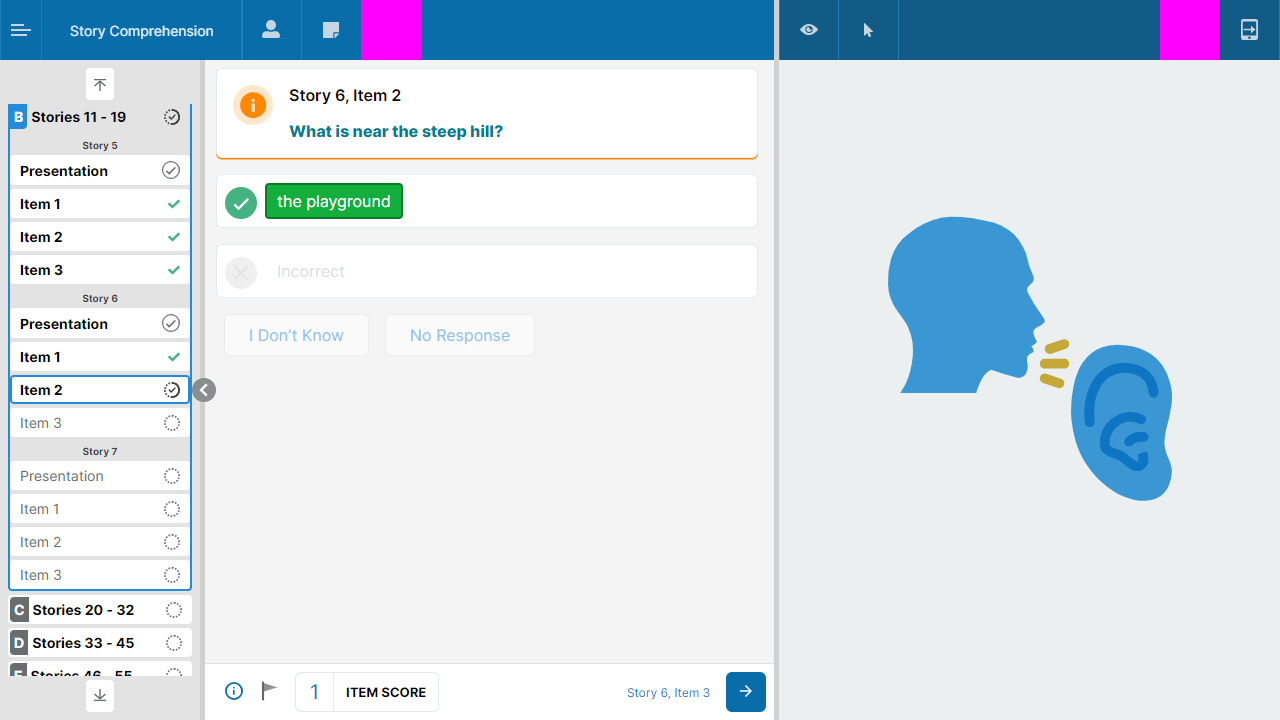 Story Comprehension
B Stories 11 - 19
Story 5
Presentation
Item 1
Item 2
Item 3
Story 6
Presentation
Item 1
Item 2
Item 3
Story 7
Presentation
Item 1
Item 2
Item 3
C Stories 20 - 32
D Stories 33 - 45
E Stories 46 - 55
Story 6, Item 2
What is near the steep hill?
the playground
Incorrect
I Don't Know
No Response
1 ITEM SCORE
Story 6, Item 3